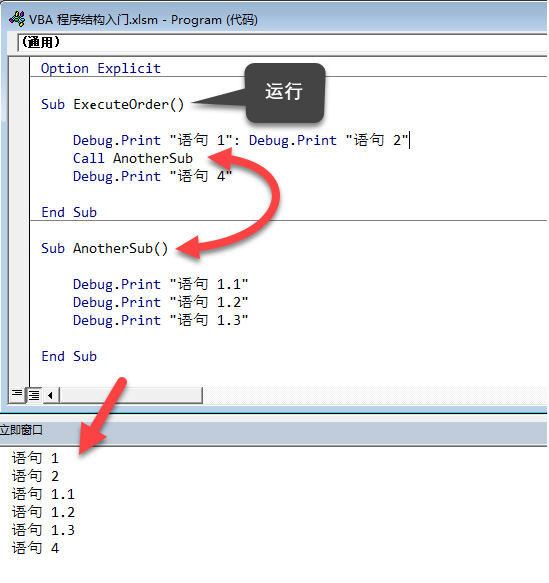 VBA 程序结构入门.xlsm - Program (代码)
(通用)
Option Explicit
Sub ExecuteOrder()
运行
Debug.Print "语句 1": Debug.Print "语句 2"
Call AnotherSub
Debug.Print "语句 4"
End Sub
Sub AnotherSub()
Debug.Print "语句 1.1"
Debug.Print "语句 1.2"
Debug.Print "语句 1.3"
End Sub
立即窗口
语句 1
语句 2
语句 1.1
语句 1.2
语句 1.3
语句 4